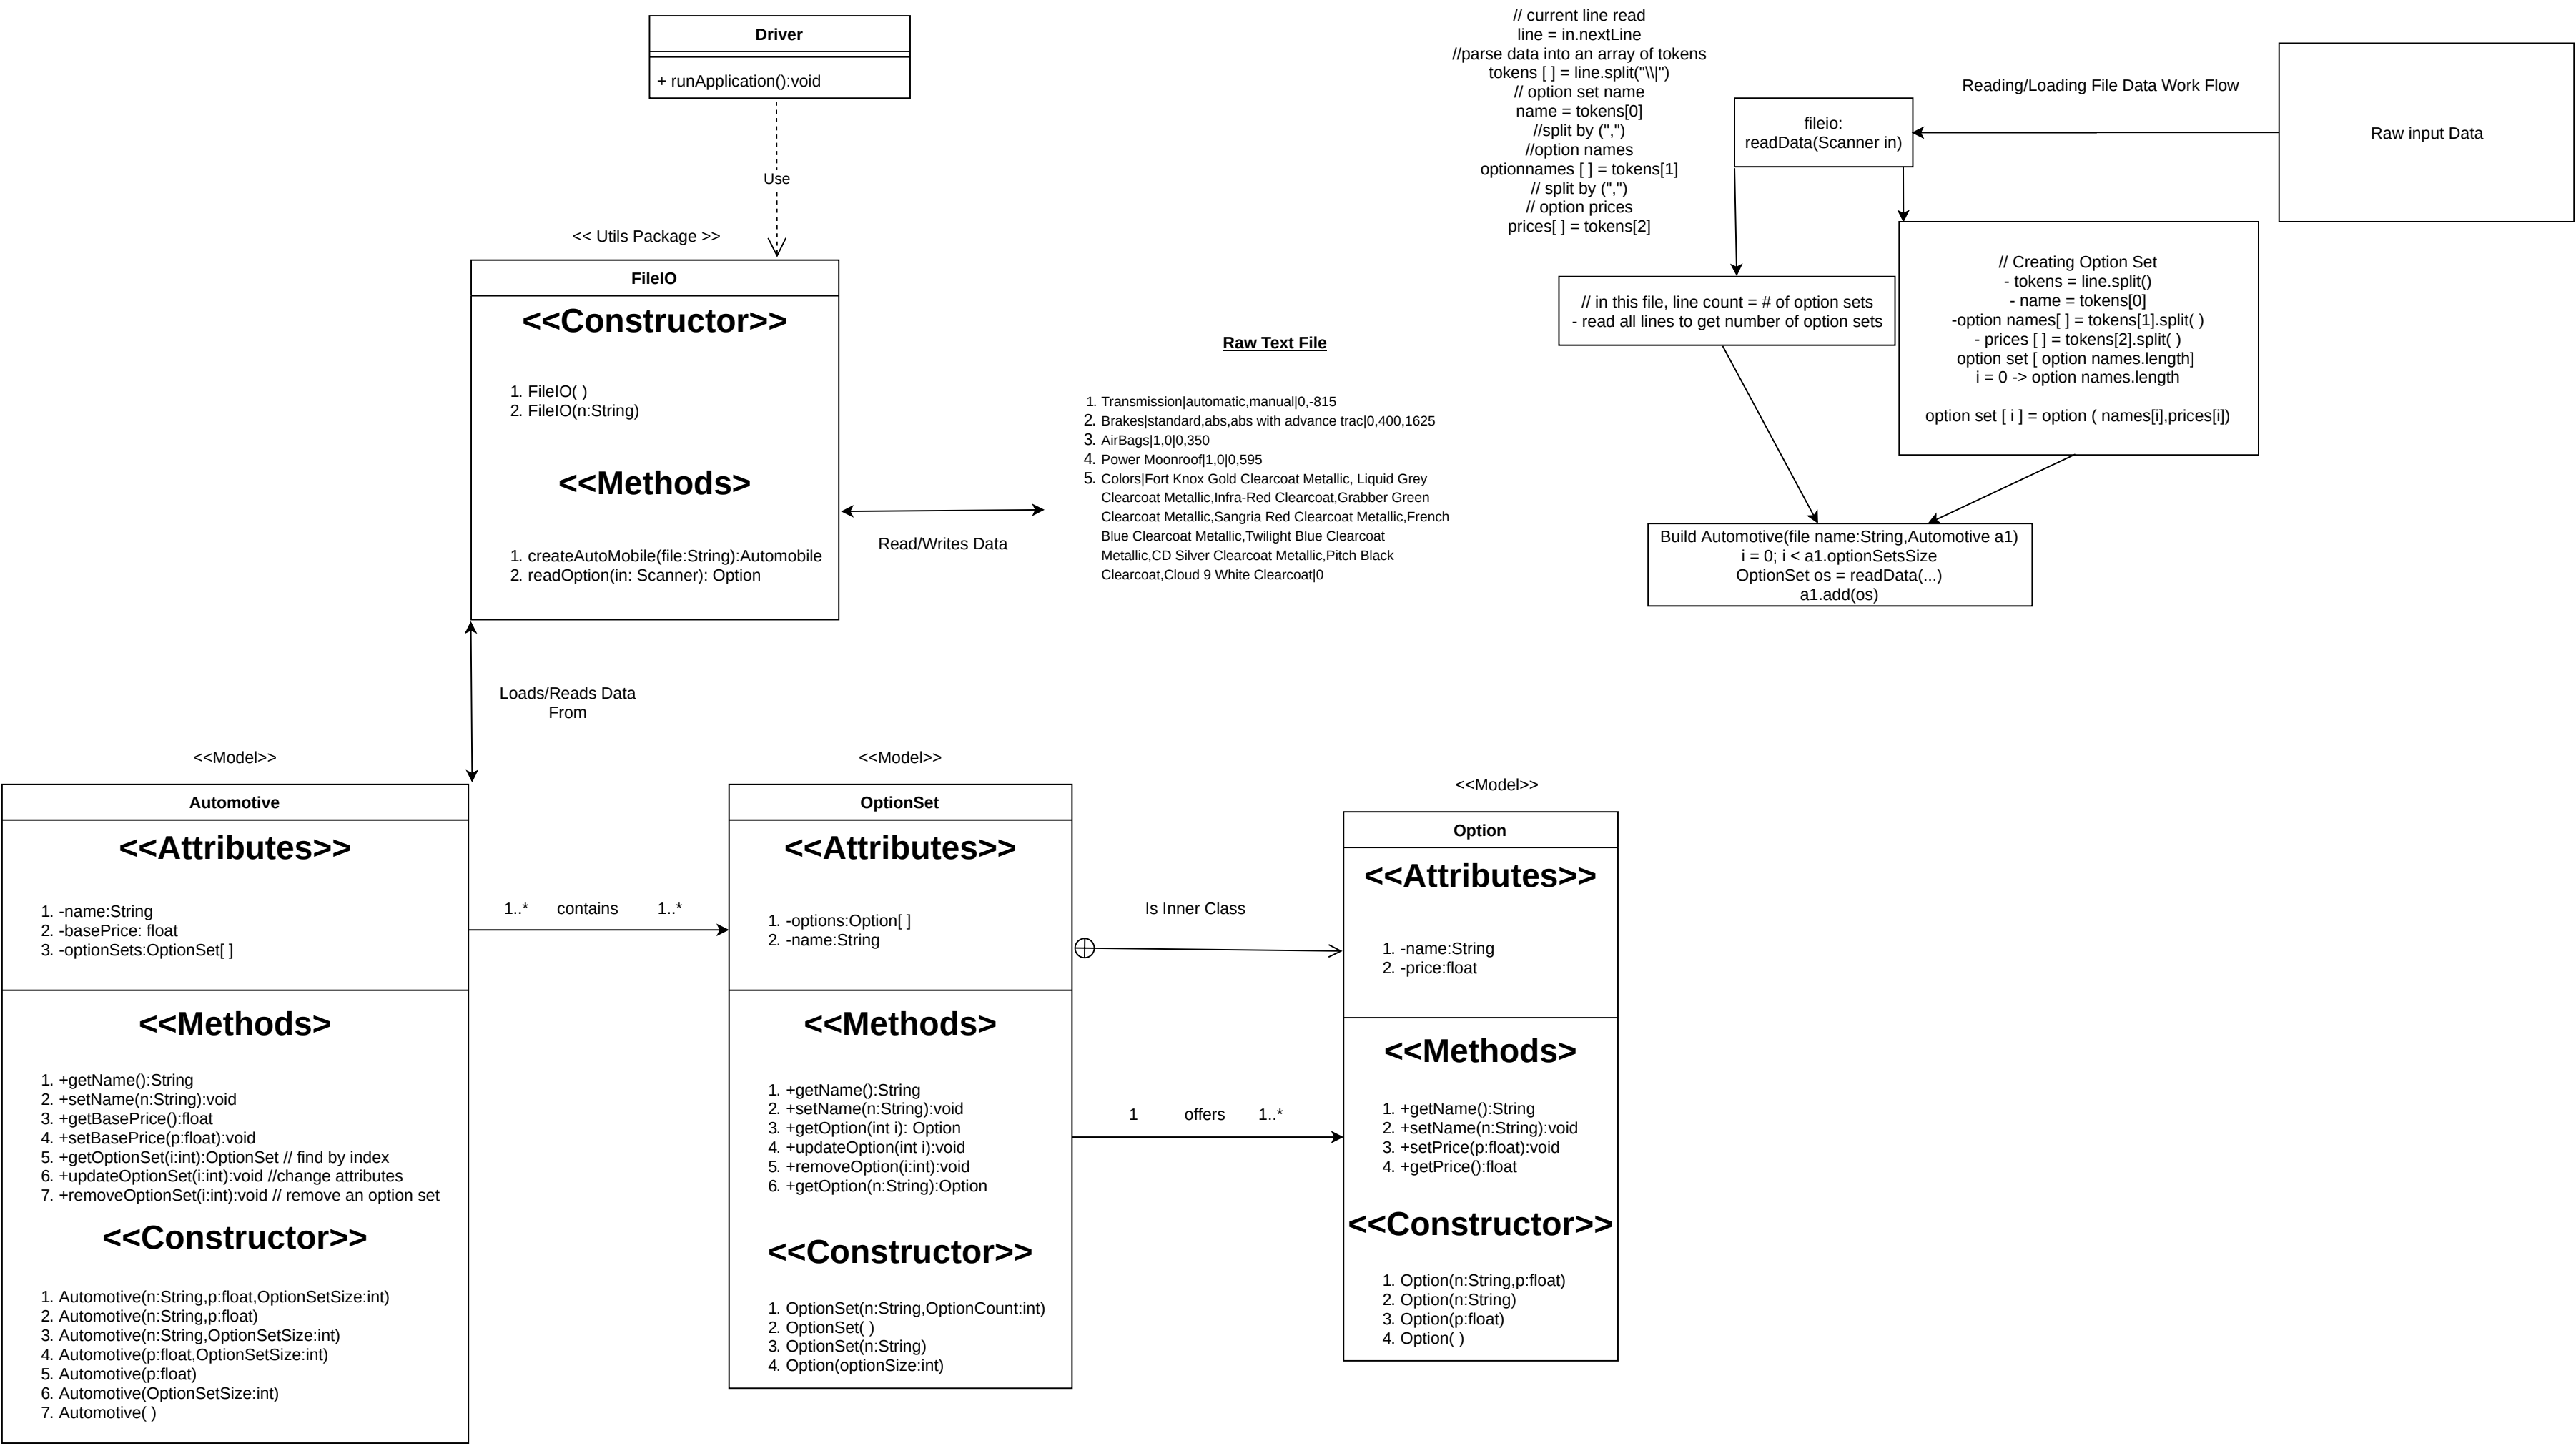 Driver
+ runApplication():void
Use
<< Utils Package >>
FileIO
<<Constructor>>
1. FileIO( )
2. FileIO(n:String)
<<Methods>
1. createAutoMobile(file:String):Automobile
2. readOption(in: Scanner): Option
Read/Writes Data
Raw Text File
1. Transmission|automatic,manual|0,-815
2. Brakes|standard,abs,abs with advance trac|0,400,1625
3. AirBags|1,0|0,350
4. Power Moonroof|1,0|0,595
5. Colors|Fort Knox Gold Clearcoat Metallic, Liquid Grey
Clearcoat Metallic,Infra-Red Clearcoat,Grabber Green
Clearcoat Metallic,Sangria Red Clearcoat Metallic,French
Blue Clearcoat Metallic,Twilight Blue Clearcoat
Metallic,CD Silver Clearcoat Metallic,Pitch Black
Clearcoat,Cloud 9 White Clearcoat|0
// current line read
line = in.nextLine
//parse data into an array of tokens
tokens [ ] = line.split("\\|")
// option set name
name = tokens[0]
//split by (",")
//option names
optionnames [ ] = tokens[1]
// split by (",")
// option prices
prices[ ] = tokens[2]
fileio:
readData(Scanner in)
Reading/Loading File Data Work Flow
Raw input Data
// in this file, line count = # of option sets
- read all lines to get number of option sets
// Creating Option Set
- tokens = line.split()
- name = tokens[0]
-option names[ ] = tokens[1].split( )
- prices [ ] = tokens[2].split( )
option set [ option names.length]
i = 0 -> option names.length
option set [ i ] = option ( names[i],prices[i])
Build Automotive(file name:String,Automotive a1)
i = 0; i < a1.optionSetsSize
OptionSet os = readData(...)
a1.add(os)
Loads/Reads Data
From
<<Model>>
Automotive
<<Attributes>>
1. -name:String
2. -basePrice: float
3. -optionSets:OptionSet[ ]
<<Methods>
1. +getName():String
2. +setName(n:String):void
3. +getBasePrice():float
4. +setBasePrice(p:float):void
5. +getOptionSet(i:int):OptionSet // find by index
6. +updateOptionSet(i:int):void //change attributes
7. +removeOptionSet(i:int):void // remove an option set
<<Constructor>>
1. Automotive(n:String,p:float,OptionSetSize:int)
2. Automotive(n:String,p:float)
3. Automotive(n:String,OptionSetSize:int)
4. Automotive(p:float,OptionSetSize:int)
5. Automotive(p:float)
6. Automotive(OptionSetSize:int)
7. Automotive( )
1..* contains 1..*
<<Model>>
OptionSet
<<Attributes>>
1. -options:Option[ ]
2. -name:String
<<Methods>
1. +getName():String
2. +setName(n:String):void
3. +getOption(int i): Option
4. +updateOption(int i):void
5. +removeOption(i:int):void
6. +getOption(n:String):Option
<<Constructor>>
1. OptionSet(n:String,OptionCount:int)
2. OptionSet( )
3. OptionSet(n:String)
4. Option(optionSize:int)
Is Inner Class
1 offers 1..*
<<Model>>
Option
<<Attributes>>
1. -name:String
2. -price:float
<<Methods>
1. +getName():String
2. +setName(n:String):void
3. +setPrice(p:float):void
4. +getPrice():float
<<Constructor>>
1. Option(n:String,p:float)
2. Option(n:String)
3. Option(p:float)
4. Option( )